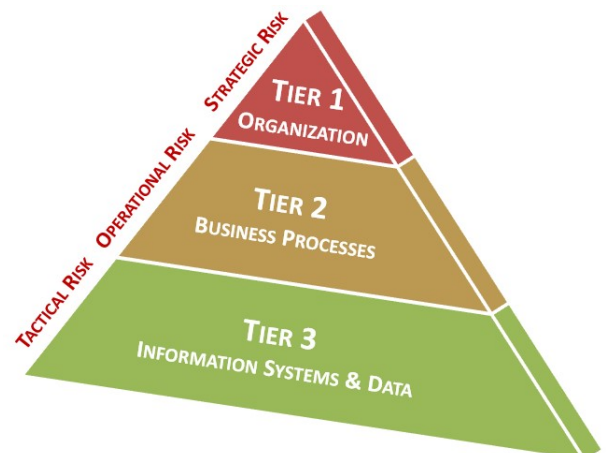 STRATEGIC RISK
TIER 1
ORGANIZATION
OPERATIONAL RISK
TIER 2
BUSINESS PROCESSES
TACTICAL RISK
TIER 3
INFORMATION SYSTEMS & DATA